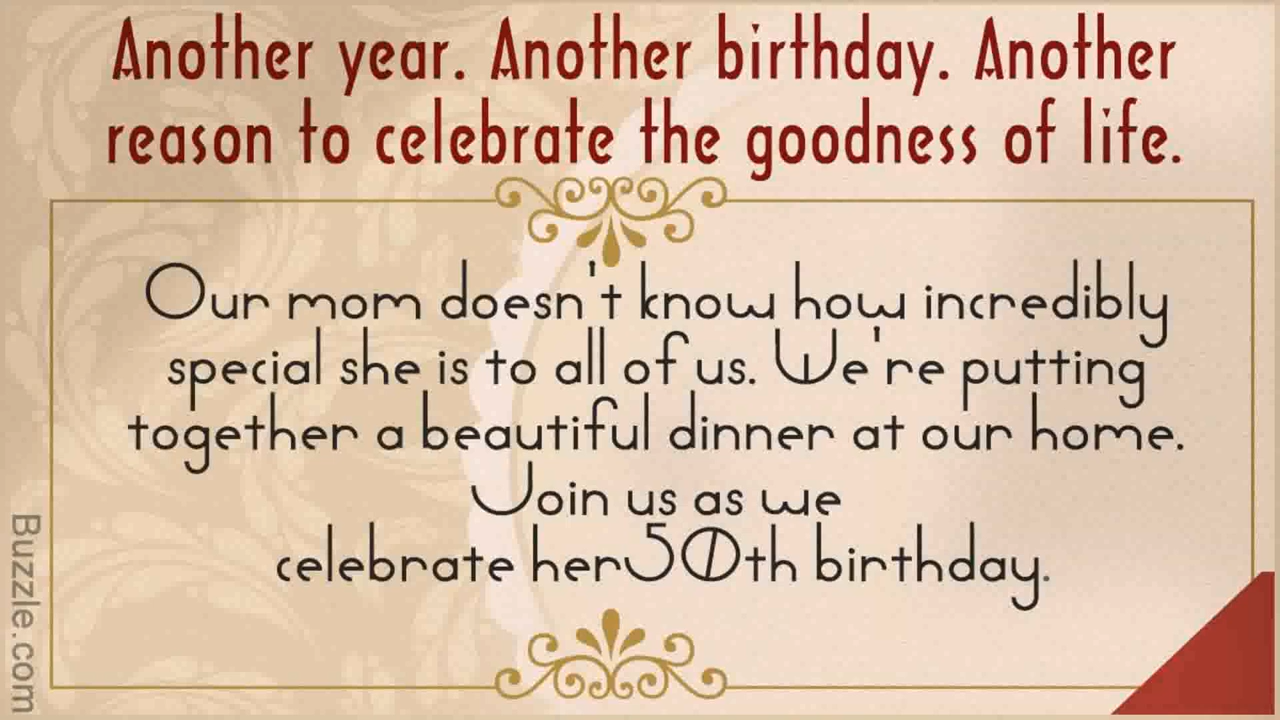 Another year. Another birthday. Another
reason to celebrate the goodness of life.
Our mom doesn't know how incredibly
special she is to all of us. We're putting
together a beautiful dinner at our home.
Join us as we
celebrate her50th birthday.
Buzzle.com